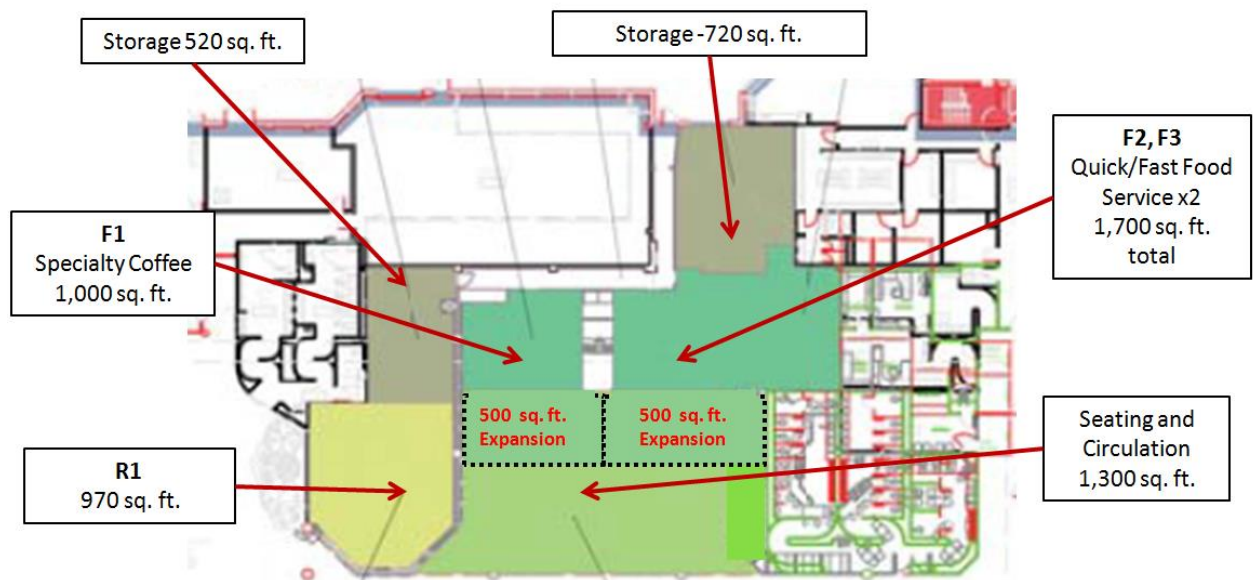 Storage 520 sq. ft.
Storage -720 sq. ft.
F1
Specialty Coffee
1,000 sq. ft.
F2, F3
Quick/Fast Food
Service x2
1,700 sq. ft.
total
500 sq. ft.
Expansion
500 sq. ft.
Expansion
R1
970 sq. ft.
Seating and
Circulation
1,300 sq. ft.